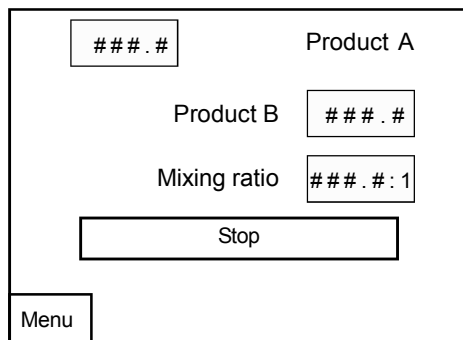 ###.# Product A
Product B ###.#
Mixing ratio ###.#:1
Stop
Menu